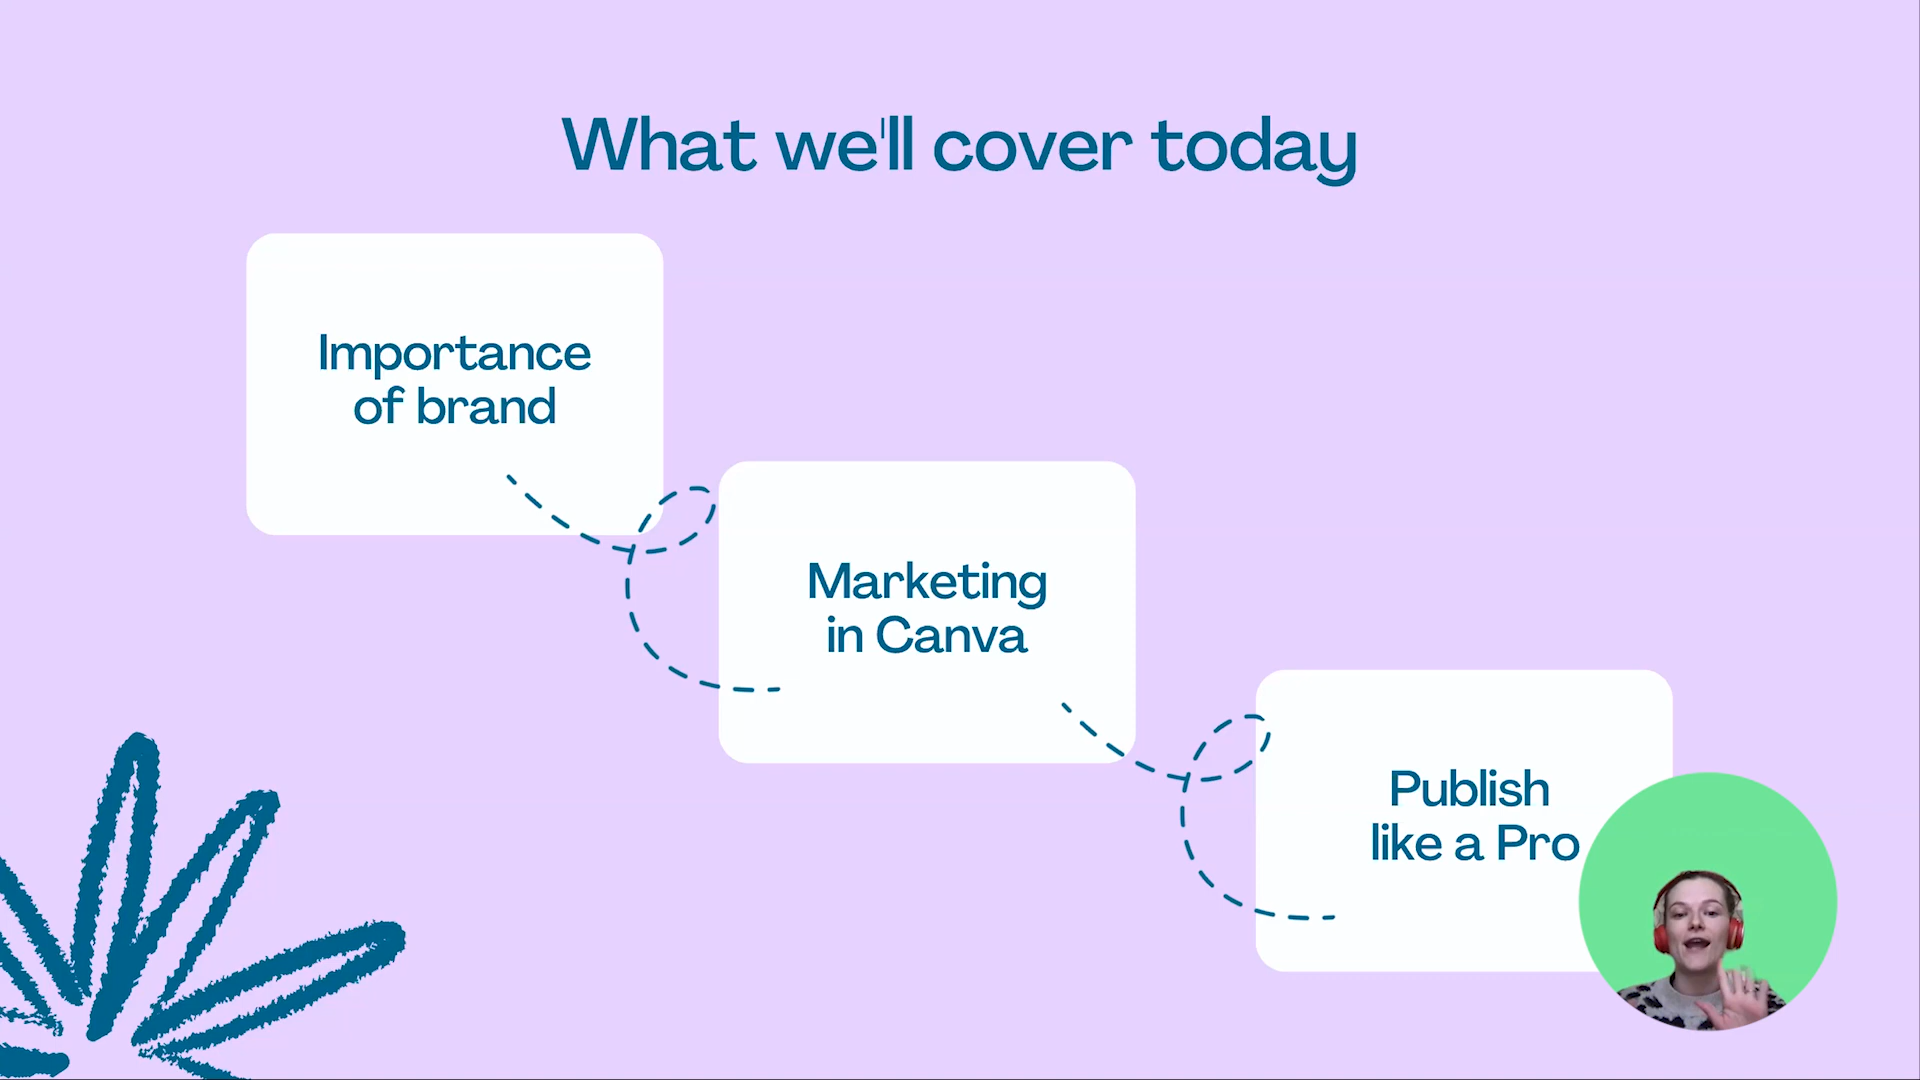 What we'll cover today
Importance
of brand
Marketing
in Canva
Publish
like a Pro